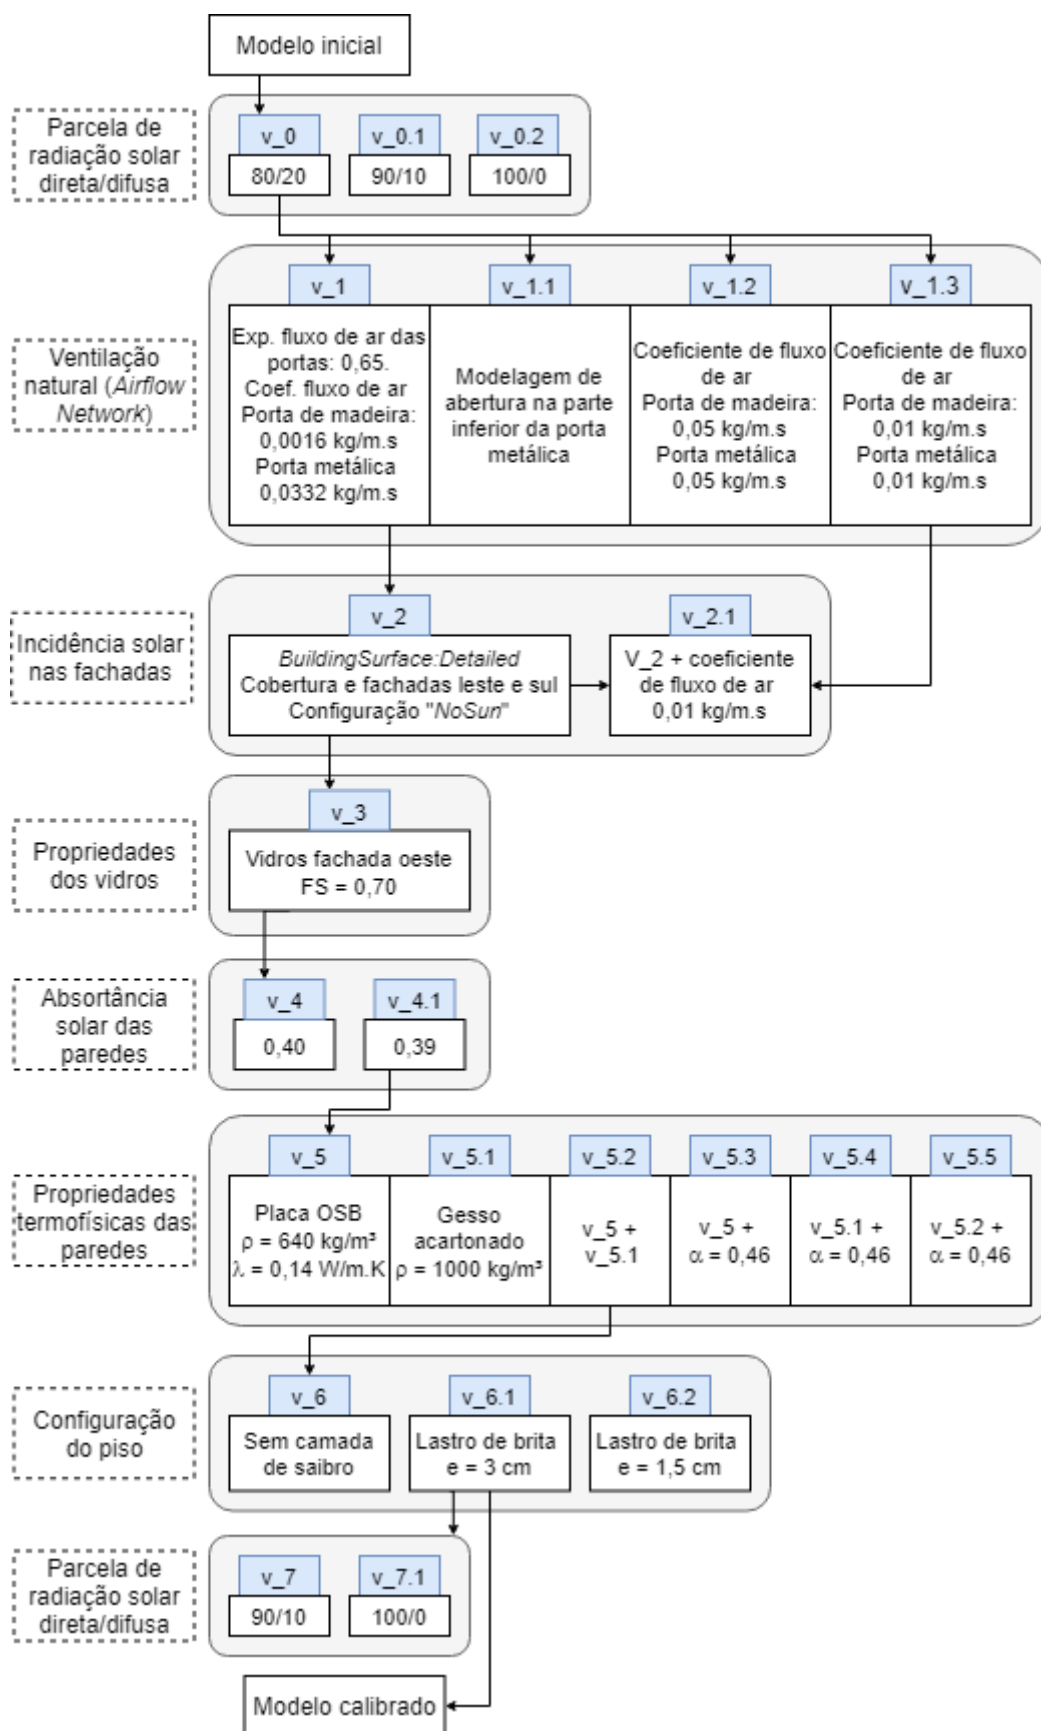 Modelo inicial
Parcela de
radiação solar
direta/difusa
v_0
80/20
v_0.1
90/10
v_0.2
100/0
Ventilação
natural (Airflow
Network)
v_1
Exp. fluxo de ar das
portas: 0,65.
Coef. fluxo de ar
Porta de madeira:
0,0016 kg/m.s
Porta metálica
0,0332 kg/m.s
v_1.1
Modelagem de
abertura na parte
inferior da porta
metálica
v_1.2
Coeficiente de fluxo
de ar
Porta de madeira:
0,05 kg/m.s
Porta metálica
0,05 kg/m.s
v_1.3
Coeficiente de fluxo
de ar
Porta de madeira:
0,01 kg/m.s
Porta metálica
0,01 kg/m.s
Incidência solar
nas fachadas
v_2
BuildingSurface:Detailed
Cobertura e fachadas leste e sul
Configuração "NoSun"
v_2.1
V_2 + coeficiente
de fluxo de ar
0,01 kg/m.s
Propriedades
dos vidros
v_3
Vidros fachada oeste
FS = 0,70
Absortância
solar das
paredes
v_4
0,40
v_4.1
0,39
Propriedades
termofísicas das
paredes
v_5
Placa OSB
ρ = 640 kg/m³
λ = 0,14 W/m.K
v_5.1
Gesso
acartonado
ρ = 1000 kg/m³
v_5.2
v_5 +
v_5.1
v_5.3
v_5 +
α = 0,46
v_5.4
v_5.1 +
α = 0,46
v_5.5
v_5.2 +
α = 0,46
Configuração
do piso
v_6
Sem camada
de saibro
v_6.1
Lastro de brita
e = 3 cm
v_6.2
Lastro de brita
e = 1,5 cm
Parcela de
radiação solar
direta/difusa
v_7
90/10
v_7.1
100/0
Modelo calibrado